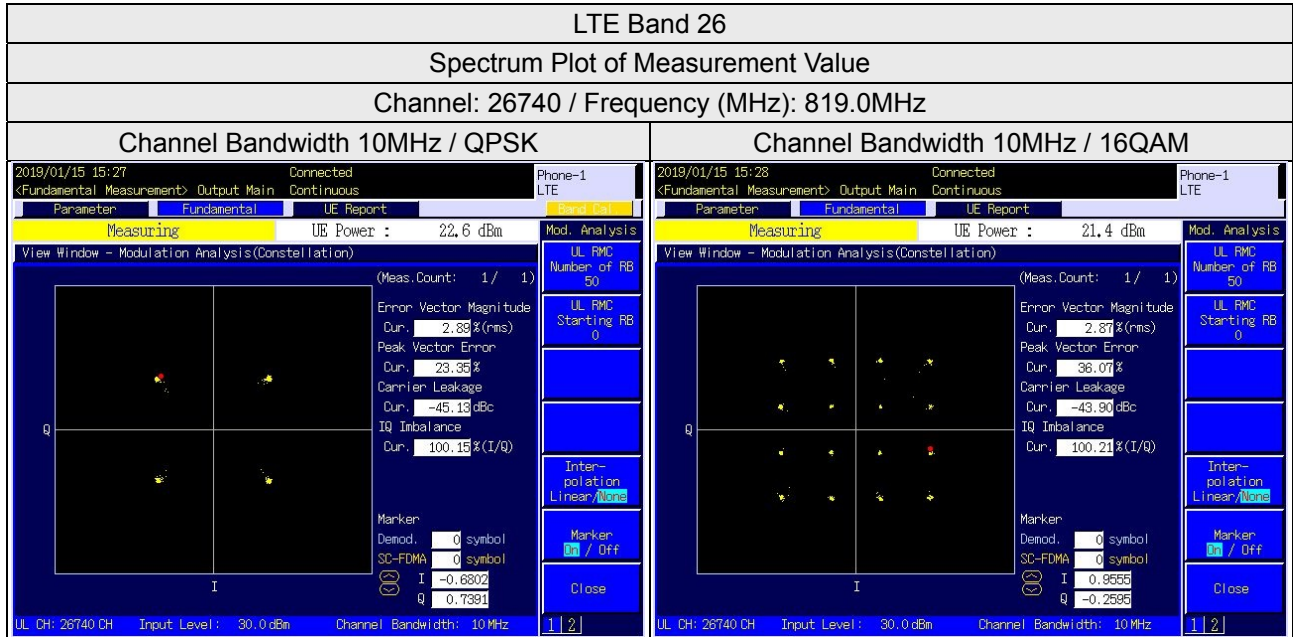 LTE Band 26
Spectrum Plot of Measurement Value
Channel: 26740 / Frequency (MHz): 819.0MHz
Channel Bandwidth 10MHz / QPSK
2019/01/15 15:27 Connected
<Fundamental Measurement> Output Main Continuous
Phone-1
LTE
Parameter Fundamental UE Report Band Cal.
Measuring UE Power : 22.6 dBm
Mod. Analysis
View Window - Modulation Analysis(Constellation)
UL RMC
Number of RB
50
(Meas.Count: 1/ 1)
Error Vector Magnitude
Cur. 2.89 %(rms)
UL RMC
Starting RB
0
Peak Vector Error
Cur. 23.35 %
Carrier Leakage
Cur. -45.13 dBc
IQ Imbalance
Cur. 100.15 %(I/Q)
Q
Inter-
polation
Linear/None
Marker
Demod. 0 symbol
SC-FDMA 0 symbol
I -0.6802
Q 0.7391
Marker
On / Off
Close
I
UL CH: 26740 CH Input Level: 30.0 dBm Channel Bandwidth: 10 MHz
1 2
Channel Bandwidth 10MHz / 16QAM
2019/01/15 15:28 Connected
<Fundamental Measurement> Output Main Continuous
Phone-1
LTE
Parameter Fundamental UE Report
Measuring UE Power : 21.4 dBm
Mod. Analysis
View Window - Modulation Analysis(Constellation)
UL RMC
Number of RB
50
(Meas.Count: 1/ 1)
Error Vector Magnitude
Cur. 2.87 %(rms)
UL RMC
Starting RB
0
Peak Vector Error
Cur. 36.07 %
Carrier Leakage
Cur. -43.90 dBc
IQ Imbalance
Cur. 100.21 %(I/Q)
Q
Inter-
polation
Linear/None
Marker
Demod. 0 symbol
SC-FDMA 0 symbol
I 0.9555
Q -0.2595
Marker
On / Off
Close
I
UL CH: 26740 CH Input Level: 30.0 dBm Channel Bandwidth: 10 MHz
1 2